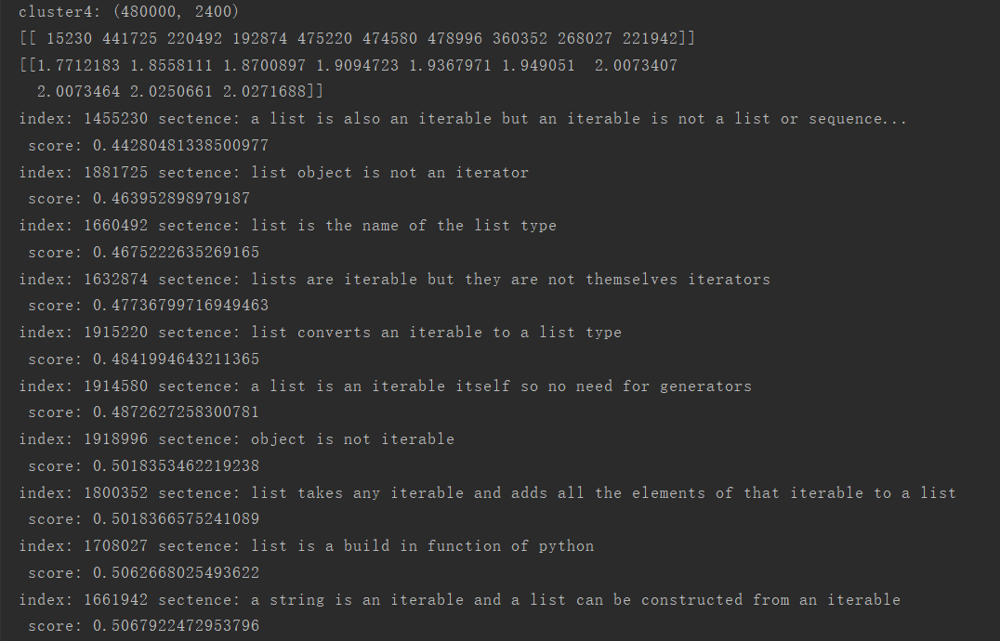 cluster4: (480000, 2400)
[[ 15230 441725 220492 192874 475220 474580 478996 360352 268027 221942]]
[[1.7712183 1.8558111 1.8700897 1.9094723 1.9367971 1.949051  2.0073407
  2.0073464 2.0250661 2.0271688]]
index: 1455230 sectence: a list is also an iterable but an iterable is not a list or sequence...
 score: 0.44280481338500977
index: 1881725 sectence: list object is not an iterator
 score: 0.463952898979187
index: 1660492 sectence: list is the name of the list type
 score: 0.4675222635269165
index: 1632874 sectence: lists are iterable but they are not themselves iterators
 score: 0.47736799716949463
index: 1915220 sectence: list converts an iterable to a list type
 score: 0.4841994643211365
index: 1914580 sectence: a list is an iterable itself so no need for generators
 score: 0.4872627258300781
index: 1918996 sectence: object is not iterable
 score: 0.5018353462219238
index: 1800352 sectence: list takes any iterable and adds all the elements of that iterable to a list
 score: 0.5018366575241089
index: 1708027 sectence: list is a build in function of python
 score: 0.5062668025493622
index: 1661942 sectence: a string is an iterable and a list can be constructed from an iterable
 score: 0.5067922472953796